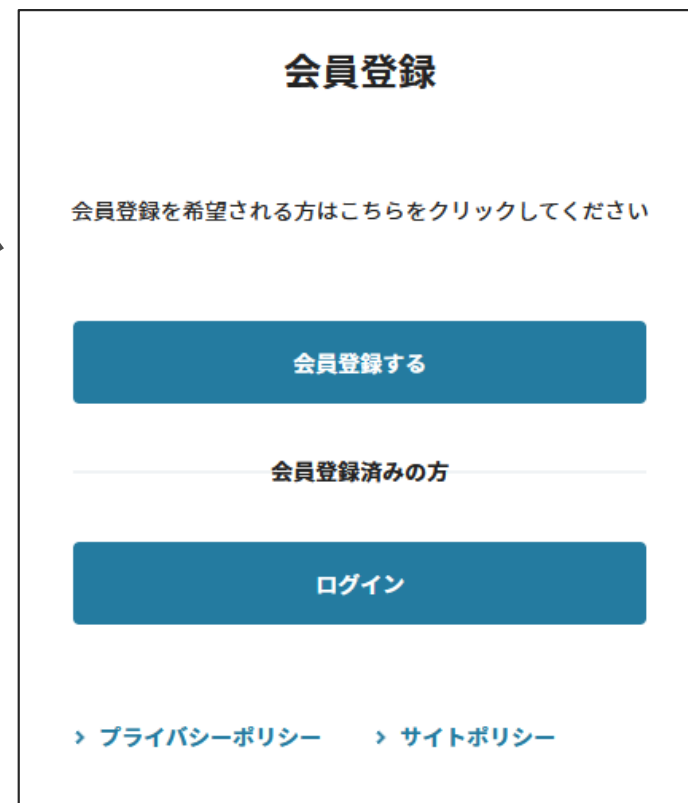 会員登録
会員登録を希望される方はこちらをクリックしてください
会員登録する
会員登録済みの方
ログイン
プライバシーポリシー
サイトポリシー